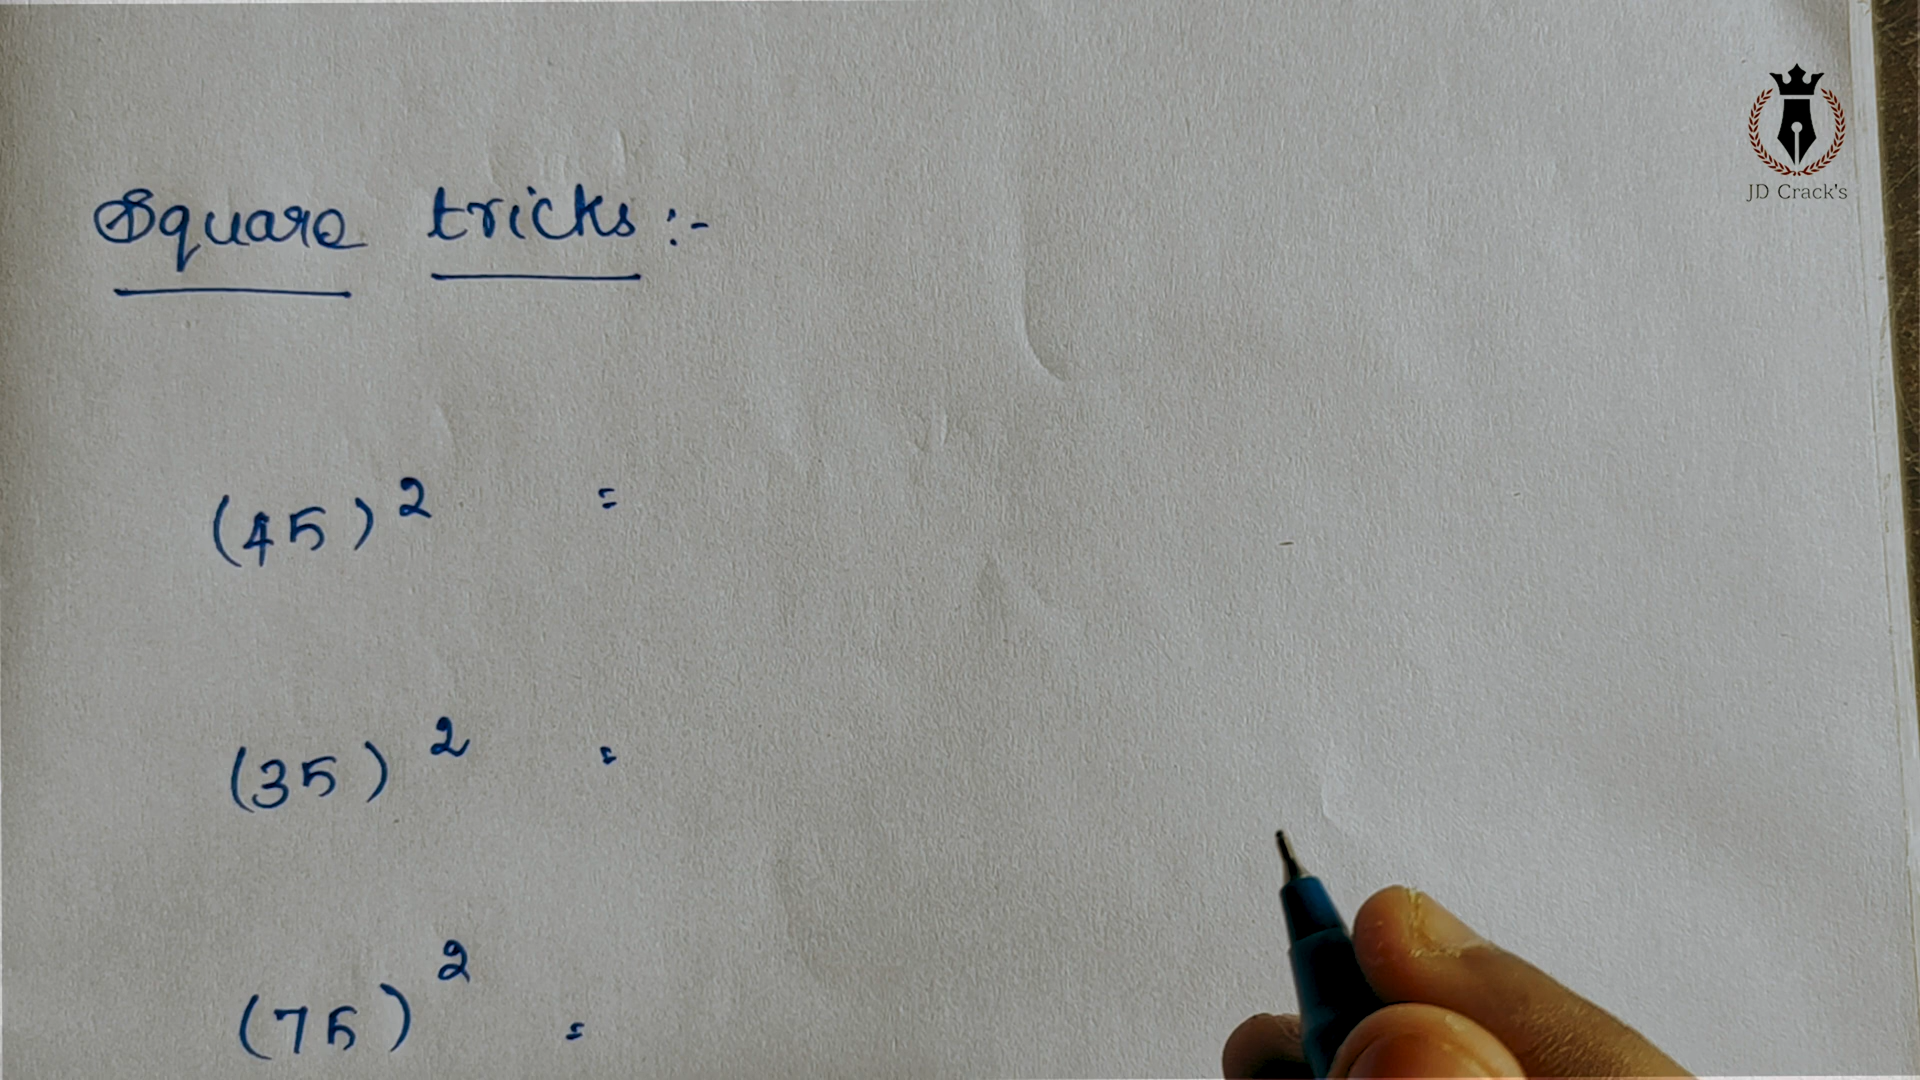 Square tricks :-
JD Crack's
(45)² =
(35)² =
(75)² =